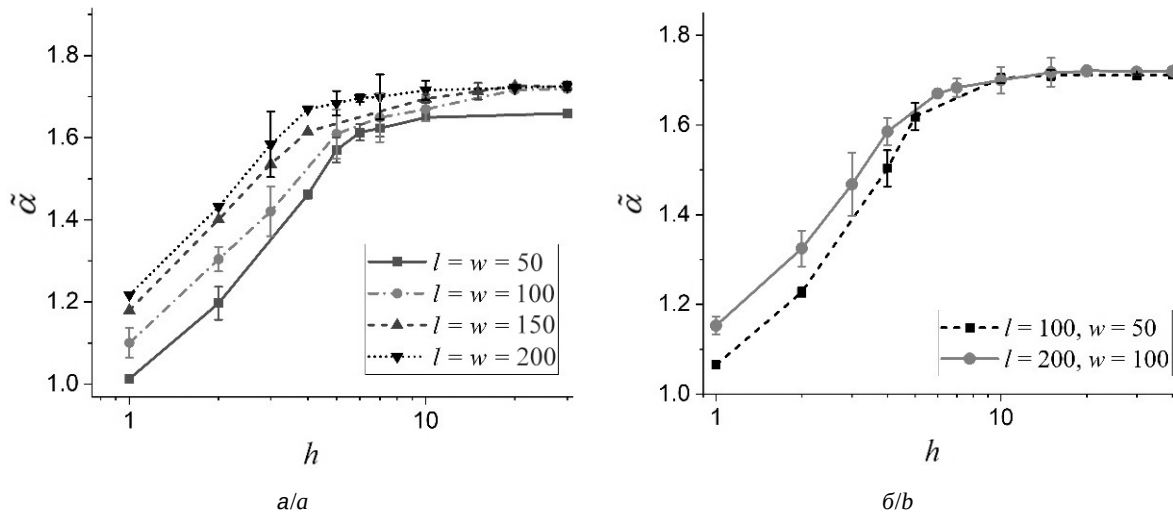 1.8
1.6
1.4
1.2
1.0
α̃
1
10
h
l = w = 50
l = w = 100
l = w = 150
l = w = 200
а/a
1.8
1.6
1.4
1.2
1.0
α̃
1
10
h
l = 100, w = 50
l = 200, w = 100
б/b